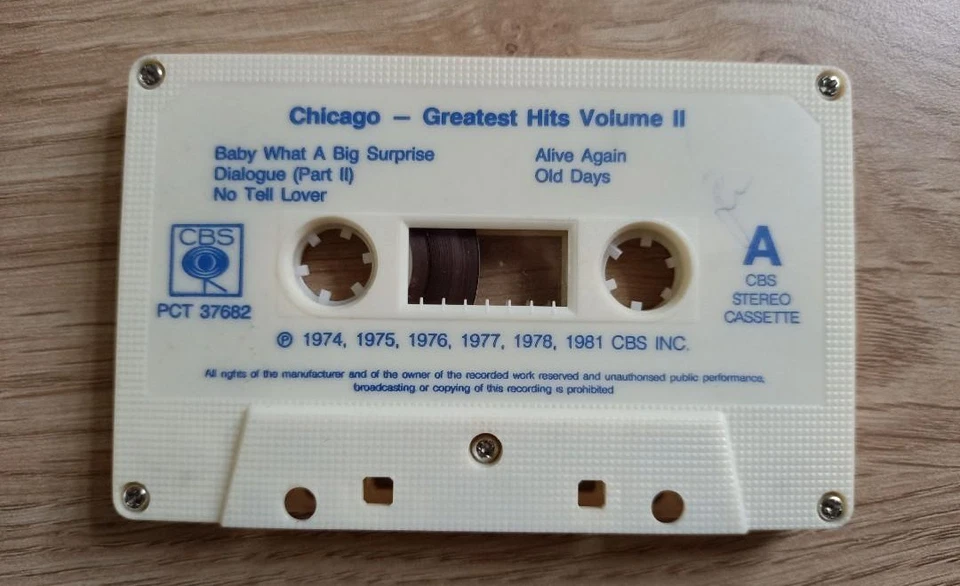 Chicago – Greatest Hits Volume II
Baby What A Big Surprise
Dialogue (Part II)
No Tell Lover
Alive Again
Old Days
CBS
PCT 37682
A
CBS
STEREO
CASSETTE
℗ 1974, 1975, 1976, 1977, 1978, 1981 CBS INC.
All rights of the manufacturer and of the owner of the recorded work reserved and unauthorised public performance,
broadcasting or copying of this recording is prohibited